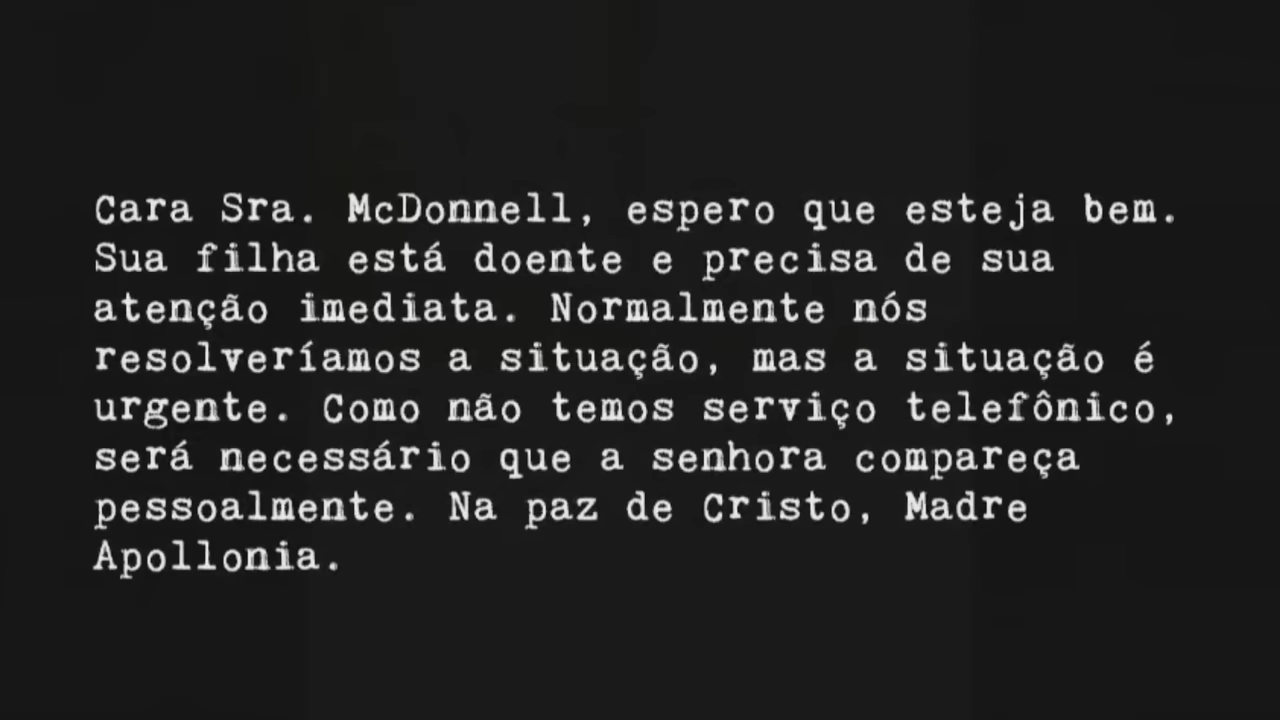 Cara Sra. McDonnell, espero que esteja bem.
Sua filha está doente e precisa de sua
atenção imediata. Normalmente nós
resolveríamos a situação, mas a situação é
urgente. Como não temos serviço telefônico,
será necessário que a senhora compareça
pessoalmente. Na paz de Cristo, Madre
Apollonia.